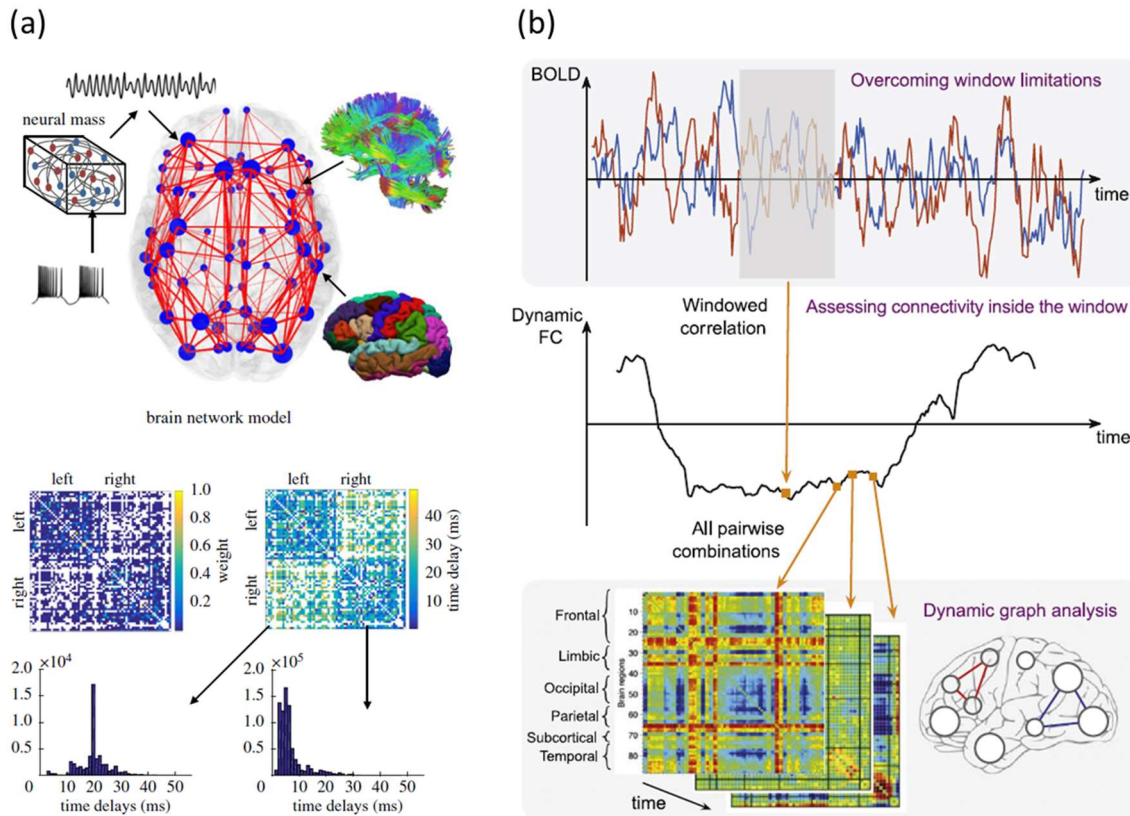 (a)
neural mass
brain network model
left right
left
right
1.0
0.8
0.6
0.4
0.2
weight
left right
left
right
40
30
20
10
time delay (ms)
2.0 ×10⁴
1.5
1.0
0.5
0
0 10 20 30 40 50
time delays (ms)
2.0 ×10⁵
1.5
1.0
0.5
0
0 10 20 30 40 50
time delays (ms)
(b)
BOLD
Overcoming window limitations
time
Windowed
correlation
Assessing connectivity inside the window
Dynamic
FC
time
All pairwise
combinations
Frontal
Limbic
Occipital
Parietal
Subcortical
Temporal
Brain regions
10
20
30
40
50
60
70
80
time
Dynamic graph analysis